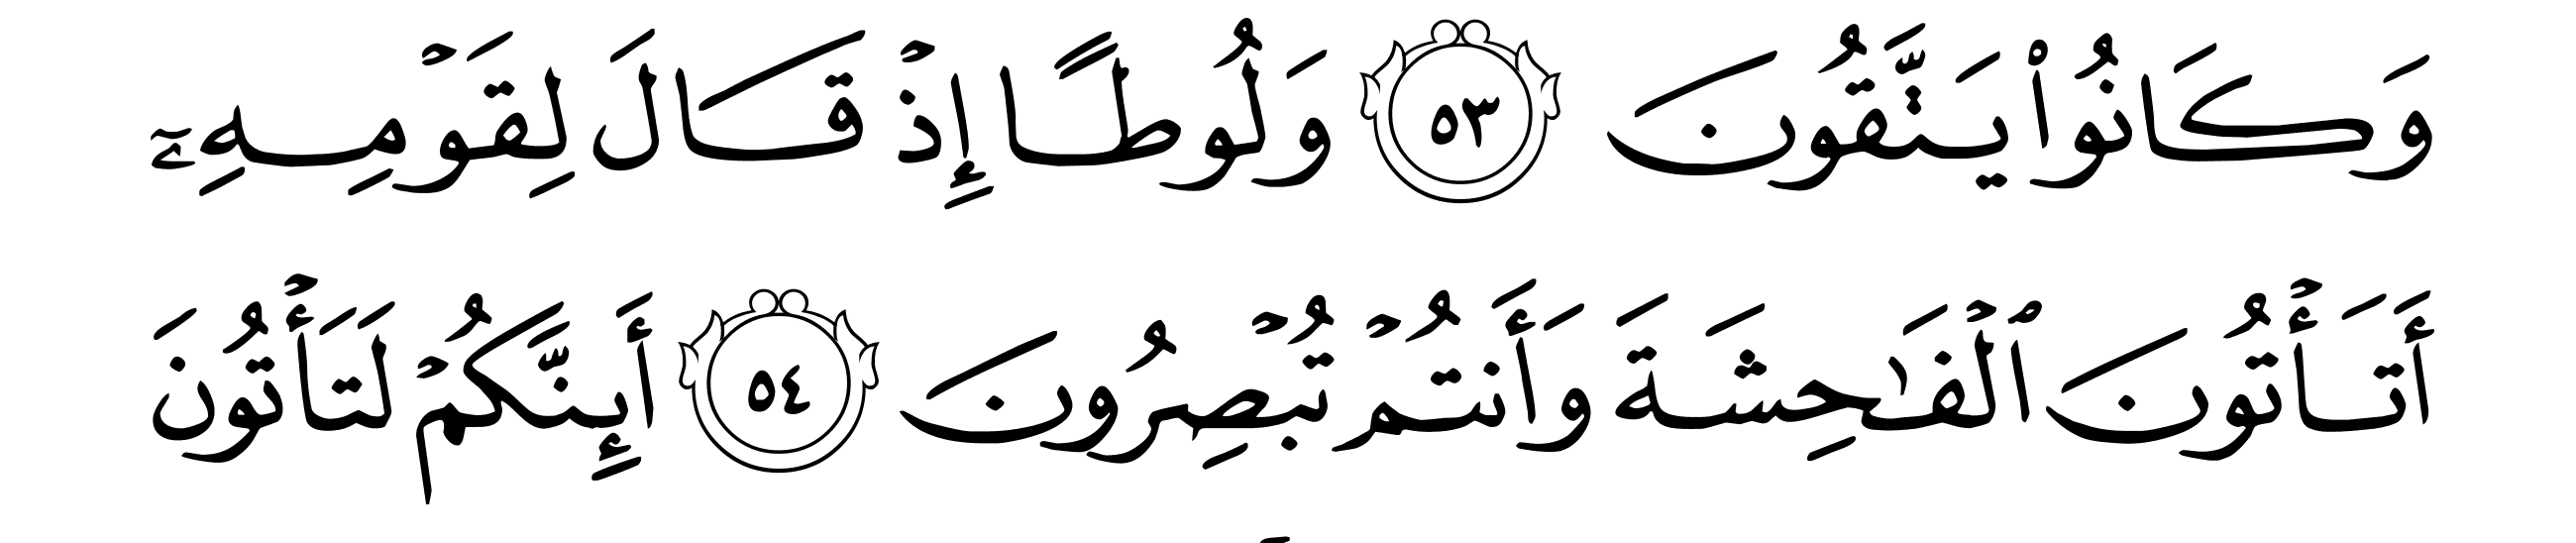 وَكَانُوا۟ يَتَّقُونَ ٥٣ وَلُوطًا إِذْ قَالَ لِقَوْمِهِۦٓ
أَتَأْتُونَ ٱلْفَـٰحِشَةَ وَأَنتُمْ تُبْصِرُونَ ٥٤ أَئِنَّكُمْ لَتَأْتُونَ